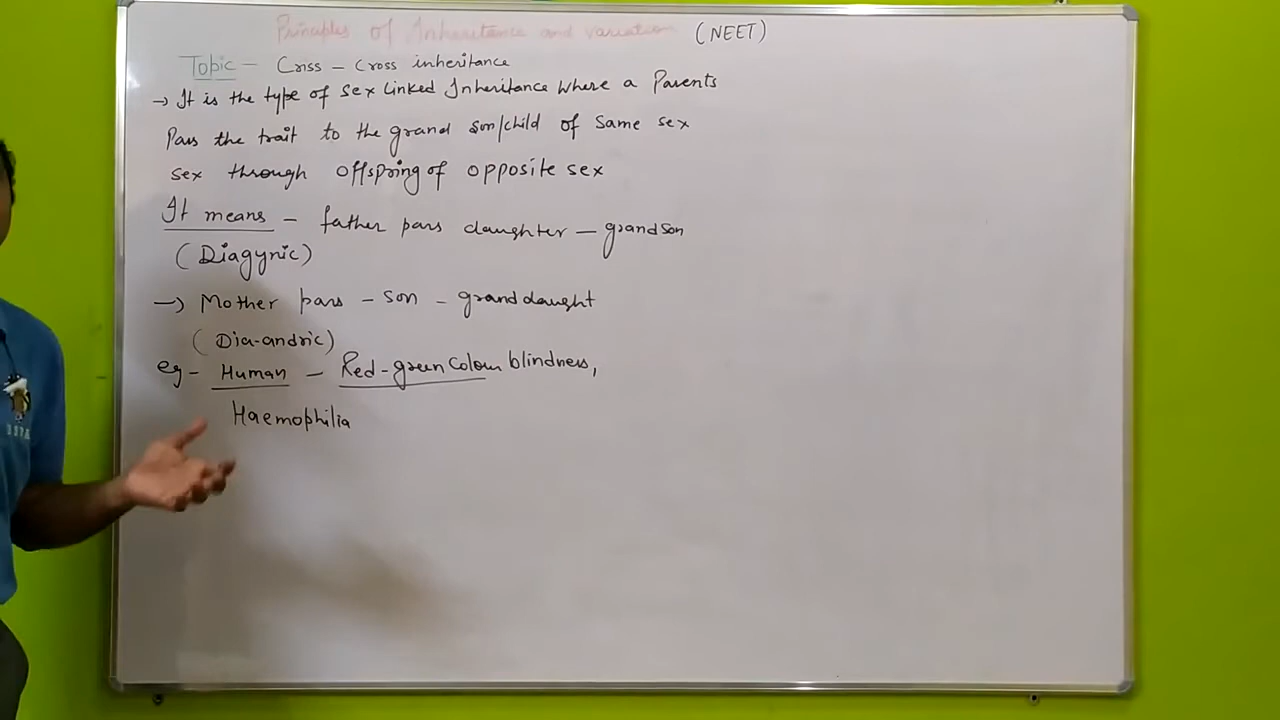 Principles of Inheritance and variation (NEET)
Topic - Criss - Cross inheritance
→ It is the type of sex linked Inheritance where a Parents
Pass the trait to the grand son/child of Same sex
sex through offspring of opposite sex
It means - father pass daughter - grandson
(Diagynic)
→ Mother pass - son - granddaught
(Dia-andric)
eg - Human - Red-green Colour blindness,
Haemophilia